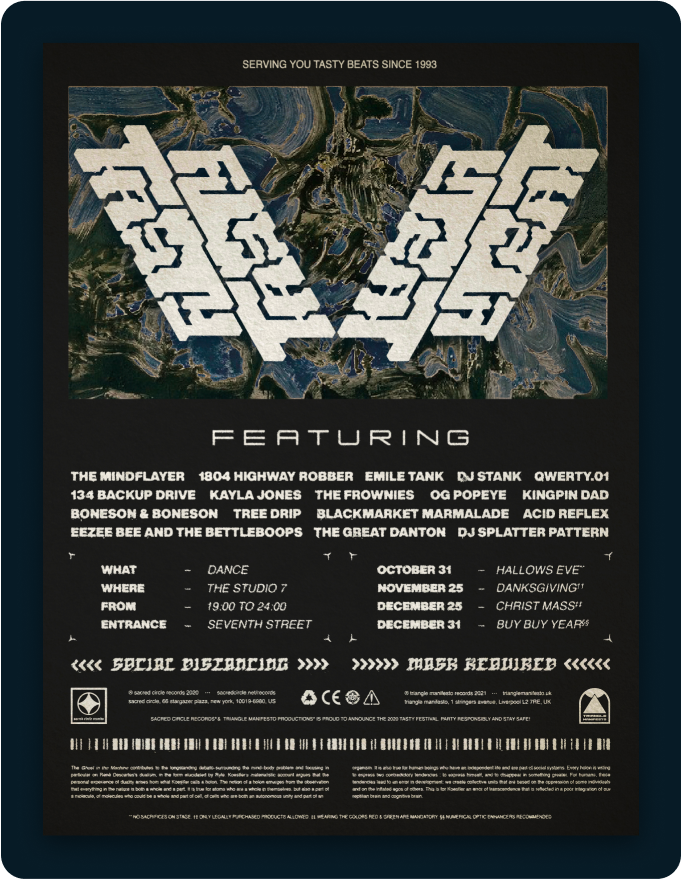 SERVING YOU TASTY BEATS SINCE 1993
FEATURING
THE MINDFLAYER 1804 HIGHWAY ROBBER EMILE TANK DJ STANK QWERTY.01
134 BACKUP DRIVE KAYLA JONES THE FROWNIES OG POPEYE KINGPIN DAD
BONESON & BONESON TREE DRIP BLACKMARKET MARMALADE ACID REFLEX
EEZEE BEE AND THE BETTLEBOOPS THE GREAT DANTON DJ SPLATTER PATTERN
WHAT – DANCE
WHERE – THE STUDIO 7
FROM – 19:00 TO 24:00
ENTRANCE – SEVENTH STREET
OCTOBER 31 – HALLOWS EVE**
NOVEMBER 25 – DANKSGIVING††
DECEMBER 25 – CHRIST MASS‡‡
DECEMBER 31 – BUY BUY YEAR§§
<<<< SOCIAL DISTANCING >>>> >>>>>> MASK REQUIRED <<<<<<
sacred circle records
® sacred circle records 2020 ··· sacredcircle.net/records
sacred circle, 66 stargazer plaza, new york, 10019-6980, US
CE
® triangle manifesto records 2021 ··· trianglemanifesto.uk
triangle manifesto, 1 springs avenue, Liverpool L2 7RE, UK
TRIANGLE
MANIFESTO
SACRED CIRCLE RECORDS® & TRIANGLE MANIFESTO PRODUCTIONS® IS PROUD TO ANNOUNCE THE 2020 TASTY FESTIVAL. PARTY RESPONSIBLY AND STAY SAFE!
The Ghost in the Machine contributes to the longstanding debate surrounding the mind-body problem and focusing in
particular on René Descartes's dualism, in the form elucidated by Ryle. Koestler's materialistic account argues that the
personal experience of duality arises from what Koestler calls a holon. The notion of a holon emerges from the observation
that everything in the nature is both a whole and a part. It is true for atoms who are a whole at themselves, but also a part of
a molecule, of molecules who could be a whole and part of cell, of cells who are both an autonomous unity and part of an
organism. It is also true for human beings who have an independent life and are part of social systems. Every holon is willing
to express two contradictory tendencies : to express himself, and to disappear in something greater. For humans, these
tendencies lead to an error in development: we create collective units that are based on the oppression of some individuals
and on the inflated egos of others. This is for Koestler an error of transcendence that is reflected in a poor integration of our
reptilian brain and cognitive brain.
** NO SACRIFICES ON STAGE. †† ONLY LEGALLY PURCHASED PRODUCTS ALLOWED. ‡‡ WEARING THE COLORS RED & GREEN ARE MANDATORY. §§ NUMERICAL OPTIC ENHANCERS RECOMMENDED